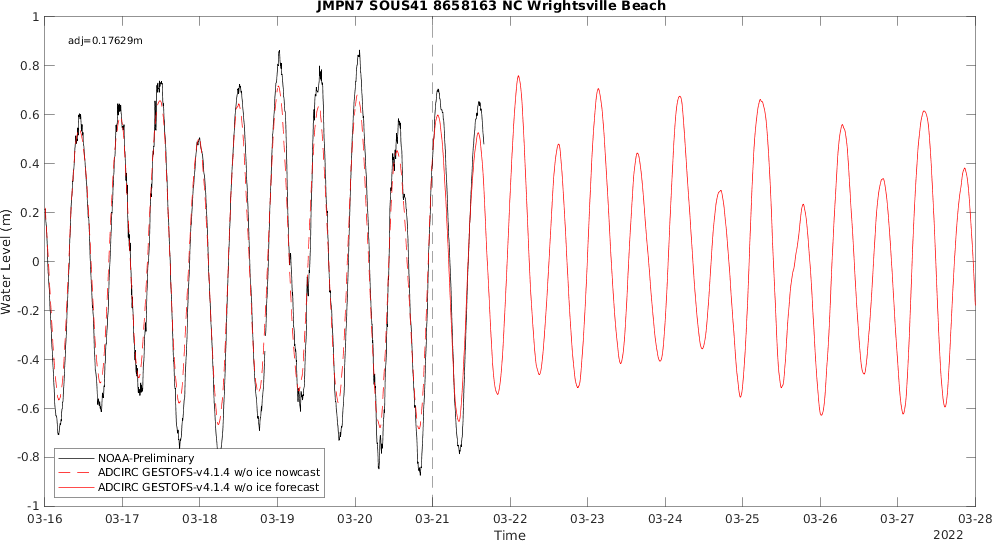 JMPN7 SOUS41 8658163 NC Wrightsville Beach
adj=0.17629m
1
0.8
0.6
0.4
0.2
0
-0.2
-0.4
-0.6
-0.8
-1
Water Level (m)
NOAA-Preliminary
ADCIRC GESTOFS-v4.1.4 w/o ice nowcast
ADCIRC GESTOFS-v4.1.4 w/o ice forecast
03-16 03-17 03-18 03-19 03-20 03-21 03-22 03-23 03-24 03-25 03-26 03-27 03-28
Time
2022